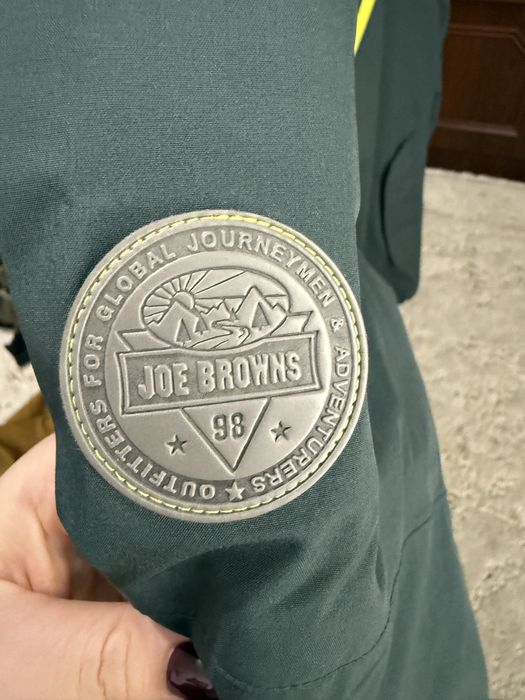 OUTFITTERS FOR GLOBAL JOURNEYMEN & ADVENTURERS
JOE BROWNS
98